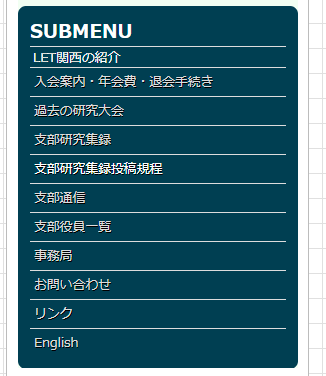 SUBMENU
LET関西の紹介
入会案内・年会費・退会手続き
過去の研究大会
支部研究集録
支部研究集録投稿規程
支部通信
支部役員一覧
事務局
お問い合わせ
リンク
English